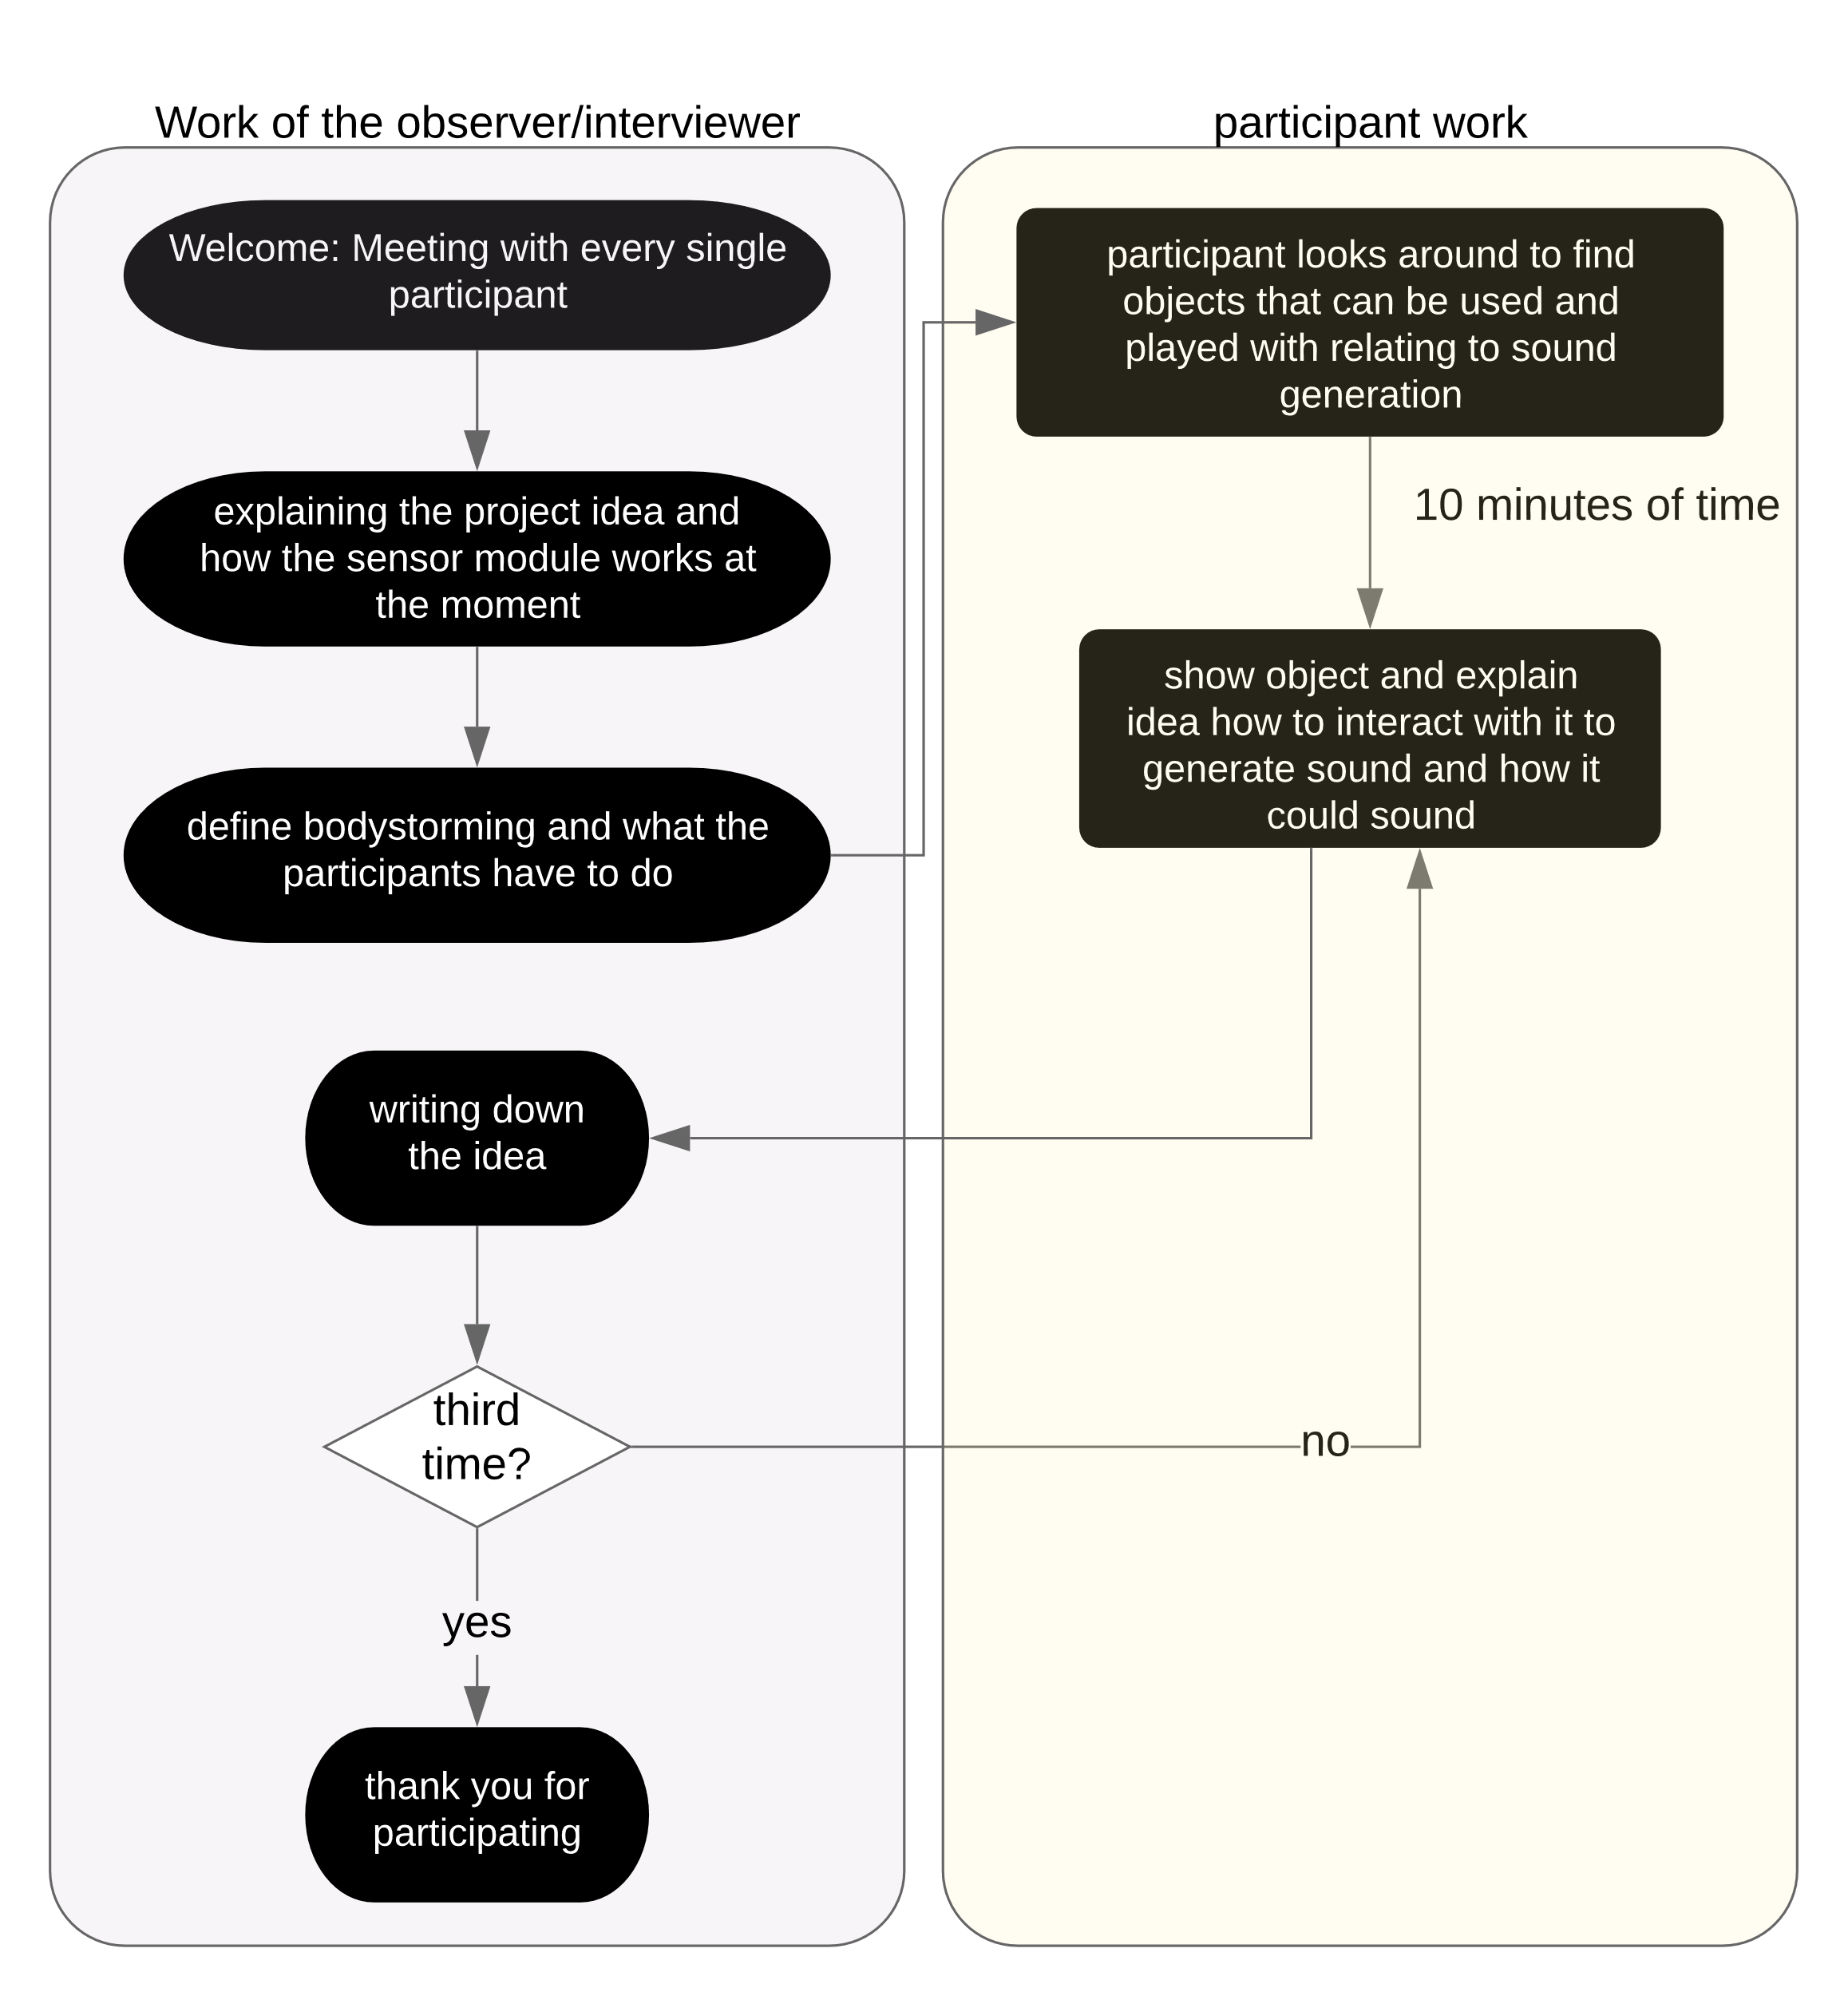 Work of the observer/interviewer
Welcome: Meeting with every single
participant
explaining the project idea and
how the sensor module works at
the moment
define bodystorming and what the
participants have to do
writing down
the idea
third
time?
yes
thank you for
participating
participant work
participant looks around to find
objects that can be used and
played with relating to sound
generation
10 minutes of time
show object and explain
idea how to interact with it to
generate sound and how it
could sound
no